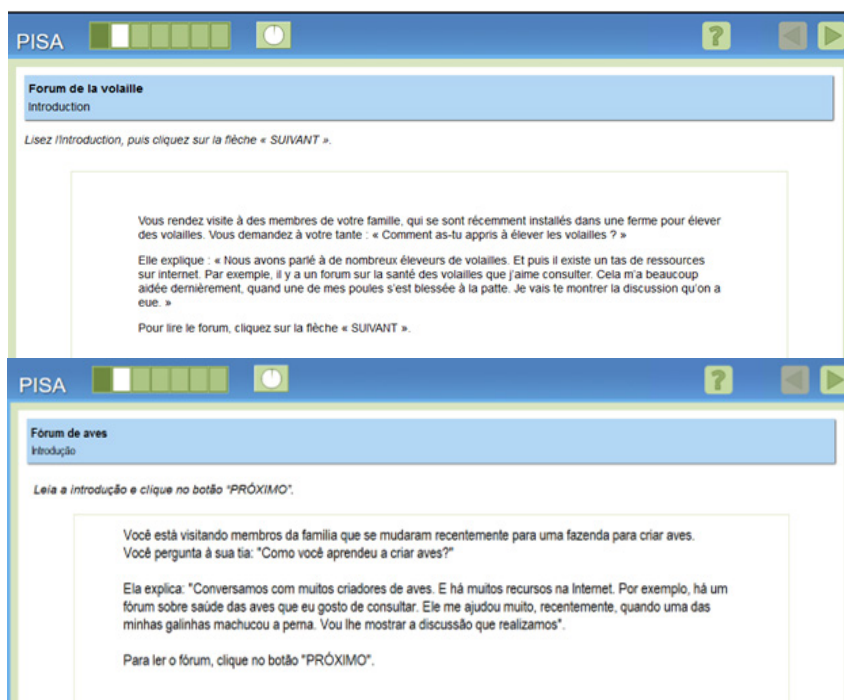 PISA
?
Forum de la volaille
Introduction
Lisez l'introduction, puis cliquez sur la flèche « SUIVANT ».
Vous rendez visite à des membres de votre famille, qui se sont récemment installés dans une ferme pour élever
des volailles. Vous demandez à votre tante : « Comment as-tu appris à élever les volailles ? »
Elle explique : « Nous avons parlé à de nombreux éleveurs de volailles. Et puis il existe un tas de ressources
sur internet. Par exemple, il y a un forum sur la santé des volailles que j'aime consulter. Cela m'a beaucoup
aidée dernièrement, quand une de mes poules s'est blessée à la patte. Je vais te montrer la discussion qu'on a
eue. »
Pour lire le forum, cliquez sur la flèche « SUIVANT ».
PISA
?
Fórum de aves
Introdução
Leia a introdução e clique no botão "PRÓXIMO".
Você está visitando membros da família que se mudaram recentemente para uma fazenda para criar aves.
Você pergunta à sua tia: "Como você aprendeu a criar aves?"
Ela explica: "Conversamos com muitos criadores de aves. E há muitos recursos na Internet. Por exemplo, há um
fórum sobre saúde das aves que eu gosto de consultar. Ele me ajudou muito, recentemente, quando uma das
minhas galinhas machucou a perna. Vou lhe mostrar a discussão que realizamos".
Para ler o fórum, clique no botão "PRÓXIMO".